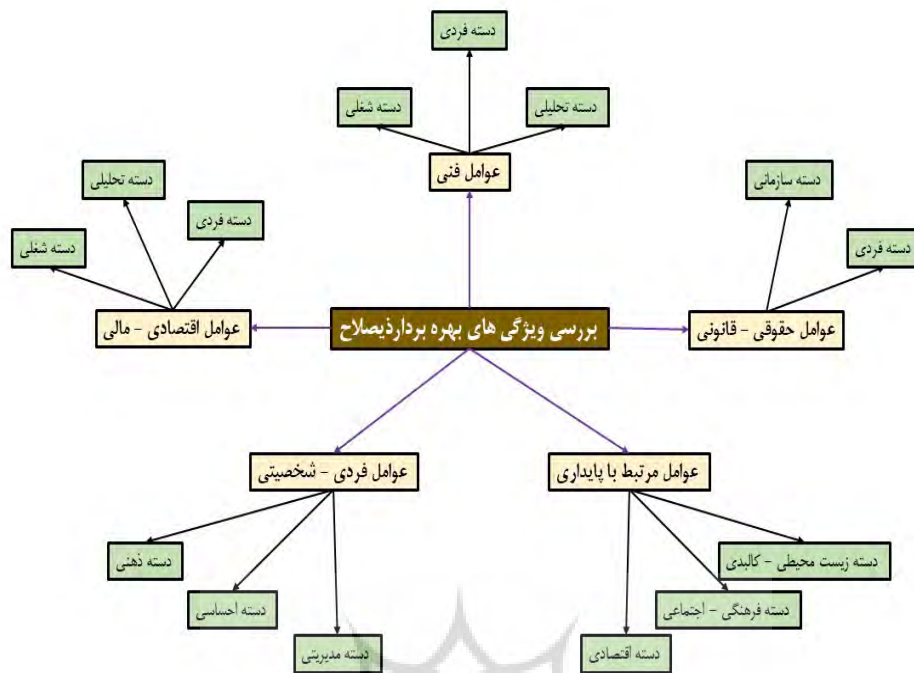 دسته فردی
دسته شغلی
دسته تحلیلی
عوامل فنی
دسته سازمانی
دسته فردی
عوامل حقوقی - قانونی
دسته تحلیلی
دسته فردی
دسته شغلی
عوامل اقتصادی - مالی
بررسی ویژگی های بهره بردارذیصلاح
عوامل مرتبط با پایداری
دسته زیست محیطی - کالبدی
دسته فرهنگی - اجتماعی
دسته اقتصادی
عوامل فردی - شخصیتی
دسته ذهنی
دسته احساسی
دسته مدیریتی